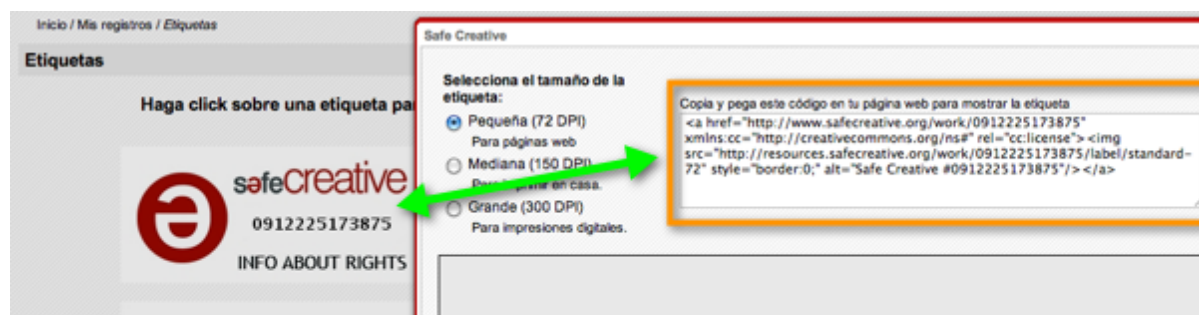 Inicio / Mis registros / Etiquetas
Etiquetas
Haga click sobre una etiqueta
safecreative
0912225173875
INFO ABOUT RIGHTS
Safe Creative
Selecciona el tamaño de la
etiqueta:
Pequeña (72 DPI)
Para páginas web
Mediana (150 DPI)
Para imprimir en casa.
Grande (300 DPI)
Para impresiones digitales.
Copia y pega este código en tu página web para mostrar la etiqueta
<a href="http://www.safecreative.org/work/0912225173875"
xmlns:cc="http://creativecommons.org/ns#" rel="cc:license"><img
src="http://resources.safecreative.org/work/0912225173875/label/standard-
72" style="border:0;" alt="Safe Creative #0912225173875"/></a>